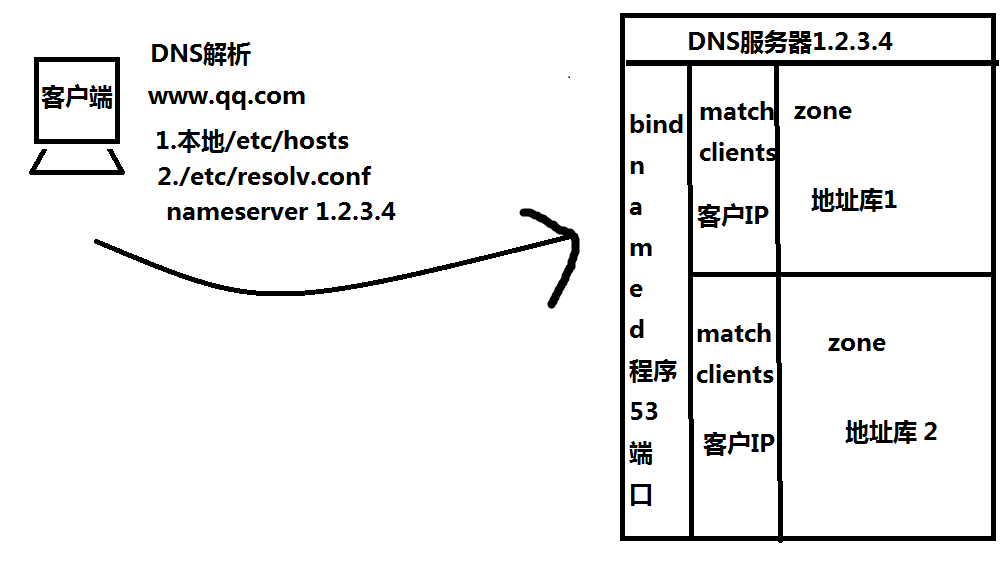 DNS解析
客户端
www.qq.com
1.本地/etc/hosts
2./etc/resolv.conf
nameserver 1.2.3.4
DNS服务器1.2.3.4
bind
n
a
m
e
d
程序
53
端
口
match
clients
客户IP
zone
地址库1
match
clients
客户IP
zone
地址库 2